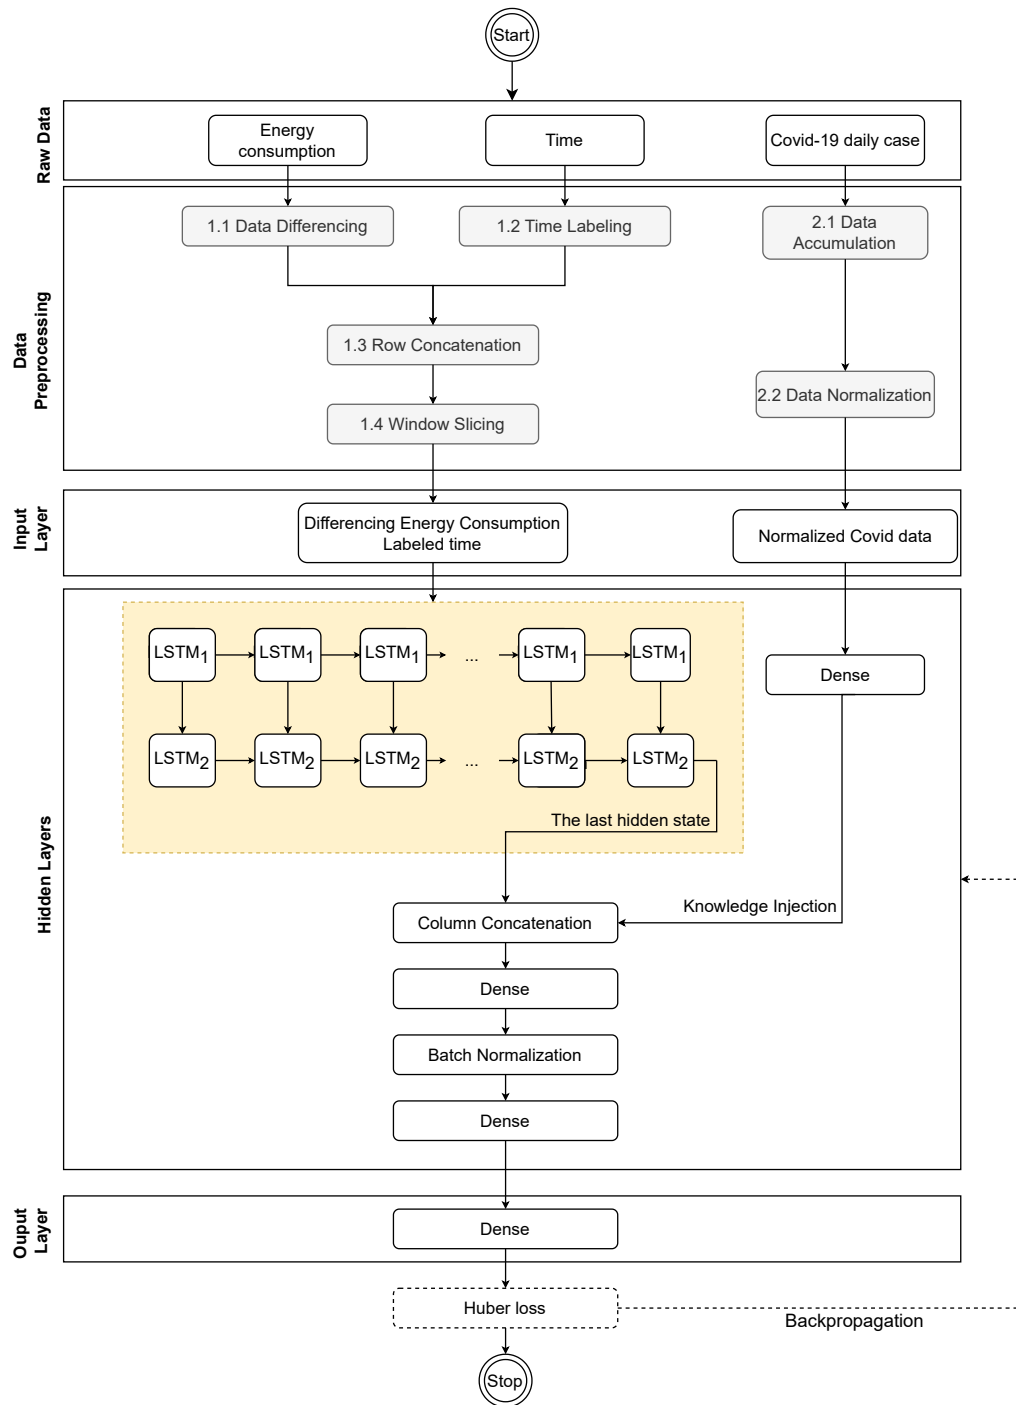 Start
Raw Data
Energy
consumption
Time
Covid-19 daily case
Data
Preprocessing
1.1 Data Differencing
1.2 Time Labeling
2.1 Data
Accumulation
1.3 Row Concatenation
2.2 Data Normalization
1.4 Window Slicing
Input
Layer
Differencing Energy Consumption
Labeled time
Normalized Covid data
Hidden Layers
LSTM1 LSTM1 LSTM1 ... LSTM1 LSTM1
Dense
LSTM2 LSTM2 LSTM2 ... LSTM2 LSTM2
The last hidden state
Knowledge Injection
Column Concatenation
Dense
Batch Normalization
Dense
Ouput
Layer
Dense
Huber loss
Backpropagation
Stop